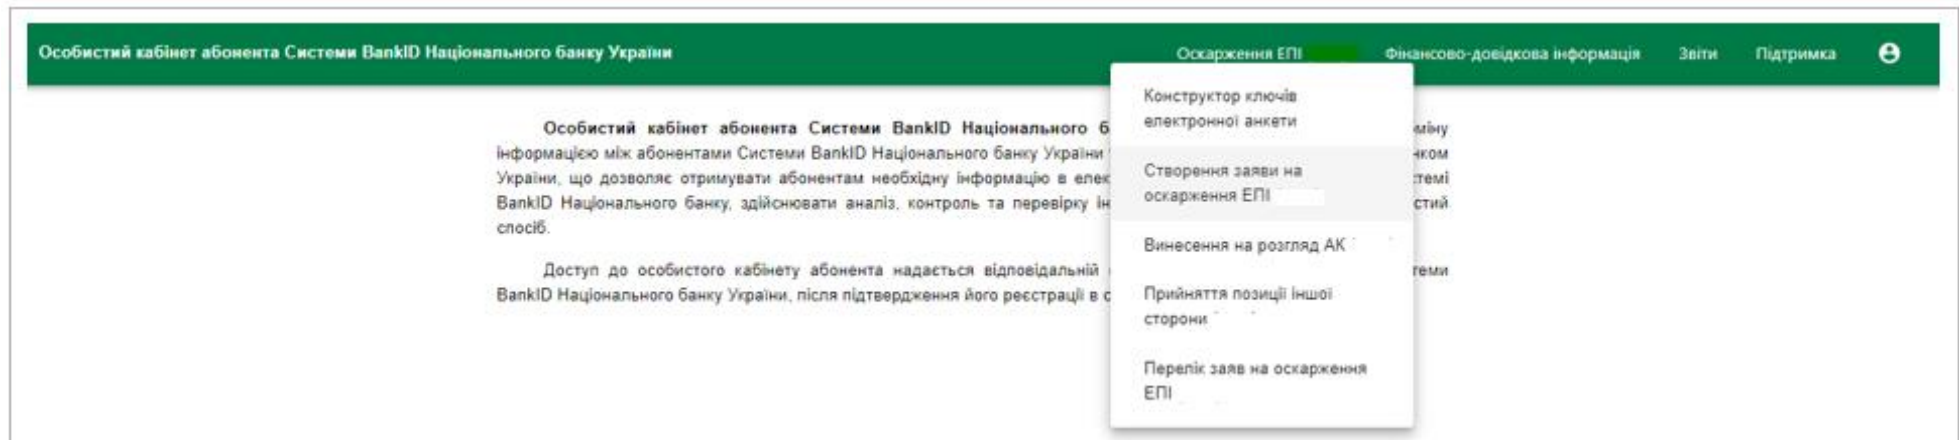 Особистий кабінет абонента Системи BankID Національного банку України
Оскарження ЕПІ
Фінансово-довідкова інформація
Звіти
Підтримка
Конструктор ключів
електронної анкети
Створення заяви на
оскарження ЕПІ
Винесення на розгляд АК
Прийняття позиції іншої
сторони
Перелік заяв на оскарження
ЕПІ
Особистий кабінет абонента Системи BankID Національного
інформацією між абонентами Системи BankID Національного банку України
України, що дозволяє отримувати абонентам необхідну інформацію в
BankID Національного банку, здійснювати аналіз, контроль та перевірку
спосіб.
Доступ до особистого кабінету абонента надається відповідальній
BankID Національного банку України, після підтвердження його реєстрації в